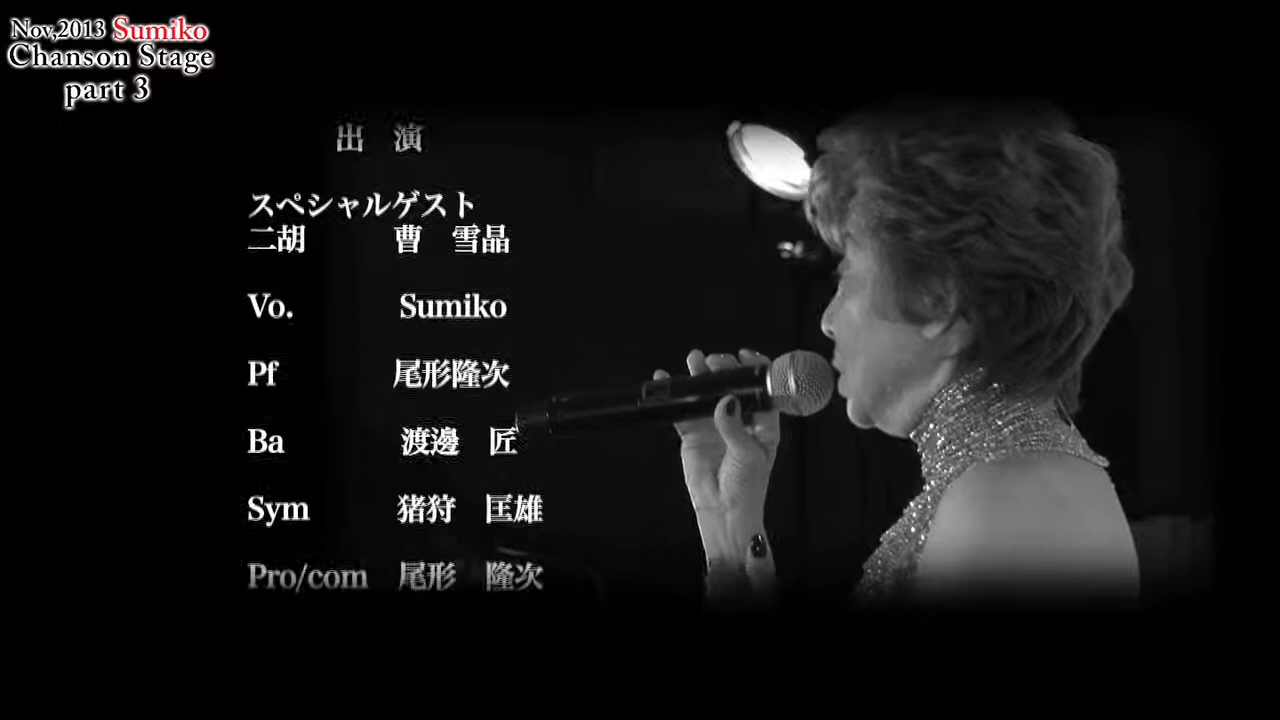 Nov,2013 Sumiko
Chanson Stage
part 3
出 演
スペシャルゲスト
二胡 曹 雪晶
Vo. Sumiko
Pf 尾形隆次
Ba 渡邊 匠
Sym 猪狩 匡雄
Pro/com 尾形 隆次